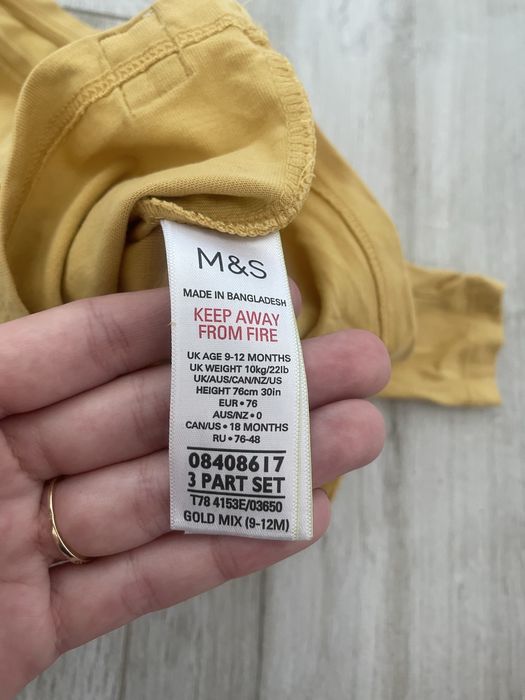 M&S
MADE IN BANGLADESH
KEEP AWAY
FROM FIRE
UK AGE 9-12 MONTHS
UK WEIGHT 10kg/22lb
UK/AUS/CAN/NZ/US
HEIGHT 76cm 30in
EUR • 76
AUS/NZ • 0
CAN/US • 18 MONTHS
RU • 76-48
08408617
3 PART SET
T78 4153E/03650
GOLD MIX (9-12M)